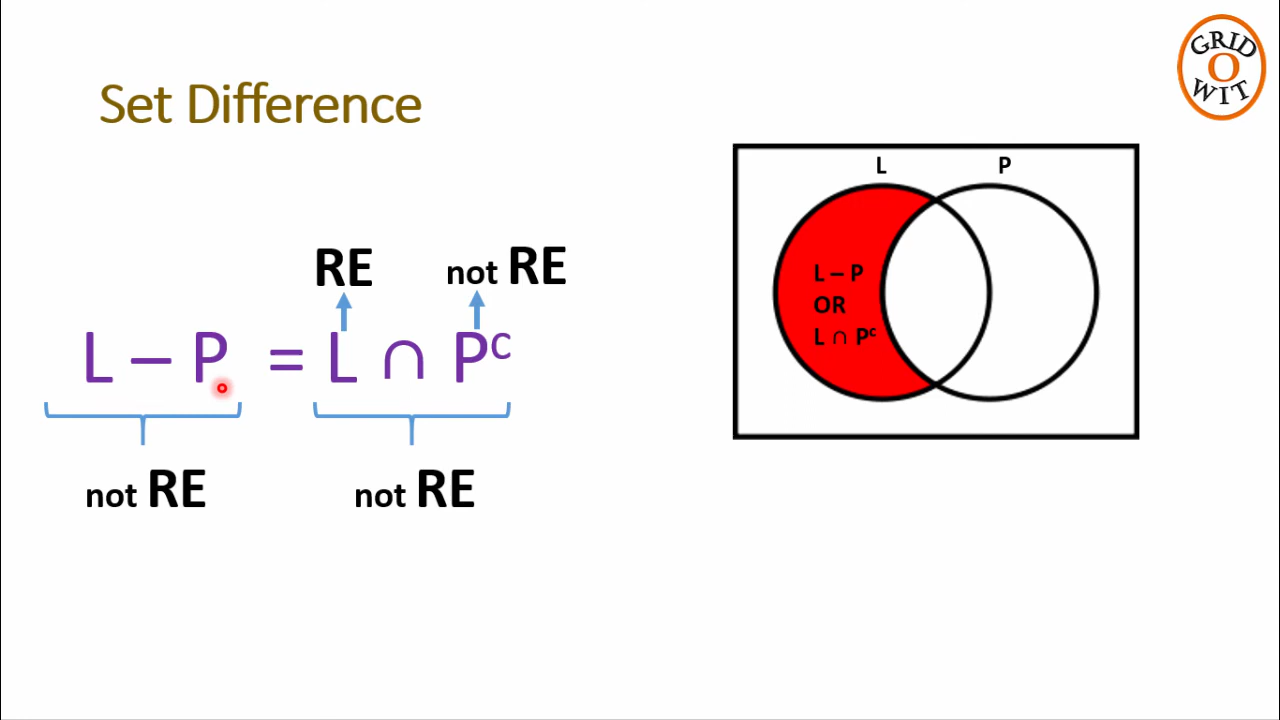 GRID
O
WIT
Set Difference
L P
RE not RE
L – P = L ∩ Pᶜ
not RE not RE
L – P
OR
L ∩ Pᶜ